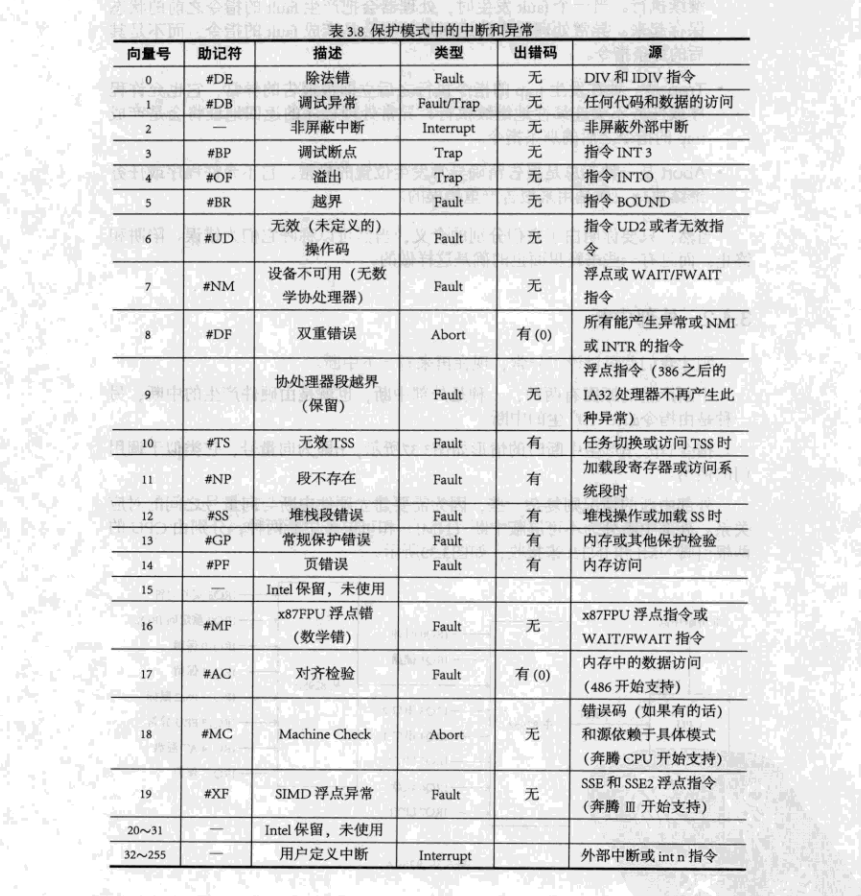 表 3.8 保护模式中的中断和异常
向量号 助记符 描述 类型 出错码 源
0 #DE 除法错 Fault 无 DIV 和 IDIV 指令
1 #DB 调试异常 Fault/Trap 无 任何代码和数据的访问
2 — 非屏蔽中断 Interrupt 无 非屏蔽外部中断
3 #BP 调试断点 Trap 无 指令 INT 3
4 #OF 溢出 Trap 无 指令 INTO
5 #BR 越界 Fault 无 指令 BOUND
6 #UD 无效（未定义的） Fault 无 指令 UD2 或者无效指
操作码 令
7 #NM 设备不可用（无数 Fault 无 浮点或 WAIT/FWAIT
学协处理器） 指令
8 #DF 双重错误 Abort 有 (0) 所有能产生异常或 NMI
或 INTR 的指令
9 协处理器段越界 Fault 无 浮点指令（386 之后的
（保留） IA32 处理器不再产生此
种异常）
10 #TS 无效 TSS Fault 有 任务切换或访问 TSS 时
11 #NP 段不存在 Fault 有 加载段寄存器或访问系
统段时
12 #SS 堆栈段错误 Fault 有 堆栈操作或加载 SS 时
13 #GP 常规保护错误 Fault 有 内存或其他保护检验
14 #PF 页错误 Fault 有 内存访问
15 — Intel 保留，未使用
16 #MF x87FPU 浮点错 Fault 无 x87FPU 浮点指令或
（数学错） WAIT/FWAIT 指令
17 #AC 对齐检验 Fault 有 (0) 内存中的数据访问
（486 开始支持）
18 #MC Machine Check Abort 无 错误码（如果有的话）
和源依赖于具体模式
（奔腾 CPU 开始支持）
19 #XF SIMD 浮点异常 Fault 无 SSE 和 SSE2 浮点指令
（奔腾 Ⅲ 开始支持）
20～31 — Intel 保留，未使用
32～255 — 用户定义中断 Interrupt 外部中断或 int n 指令